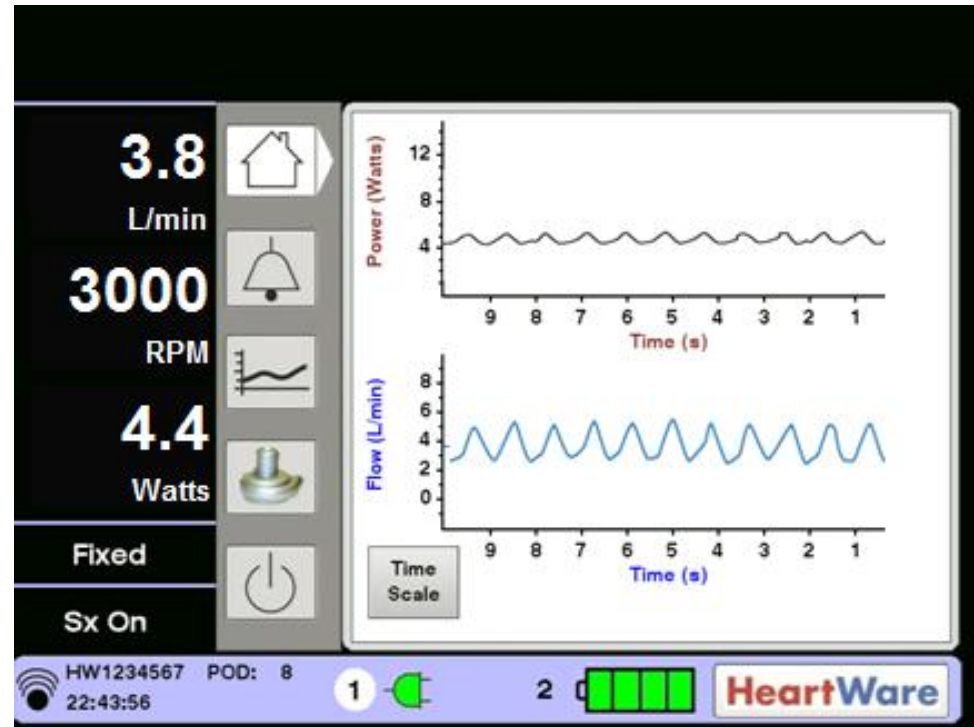 3.8
L/min
3000
RPM
4.4
Watts
Fixed
Sx On
Power (Watts)
12
8
4
9 8 7 6 5 4 3 2 1
Time (s)
Flow (L/min)
8
6
4
2
0
9 8 7 6 5 4 3 2 1
Time (s)
Time
Scale
HW1234567 POD: 8
22:43:56
1
2
HeartWare